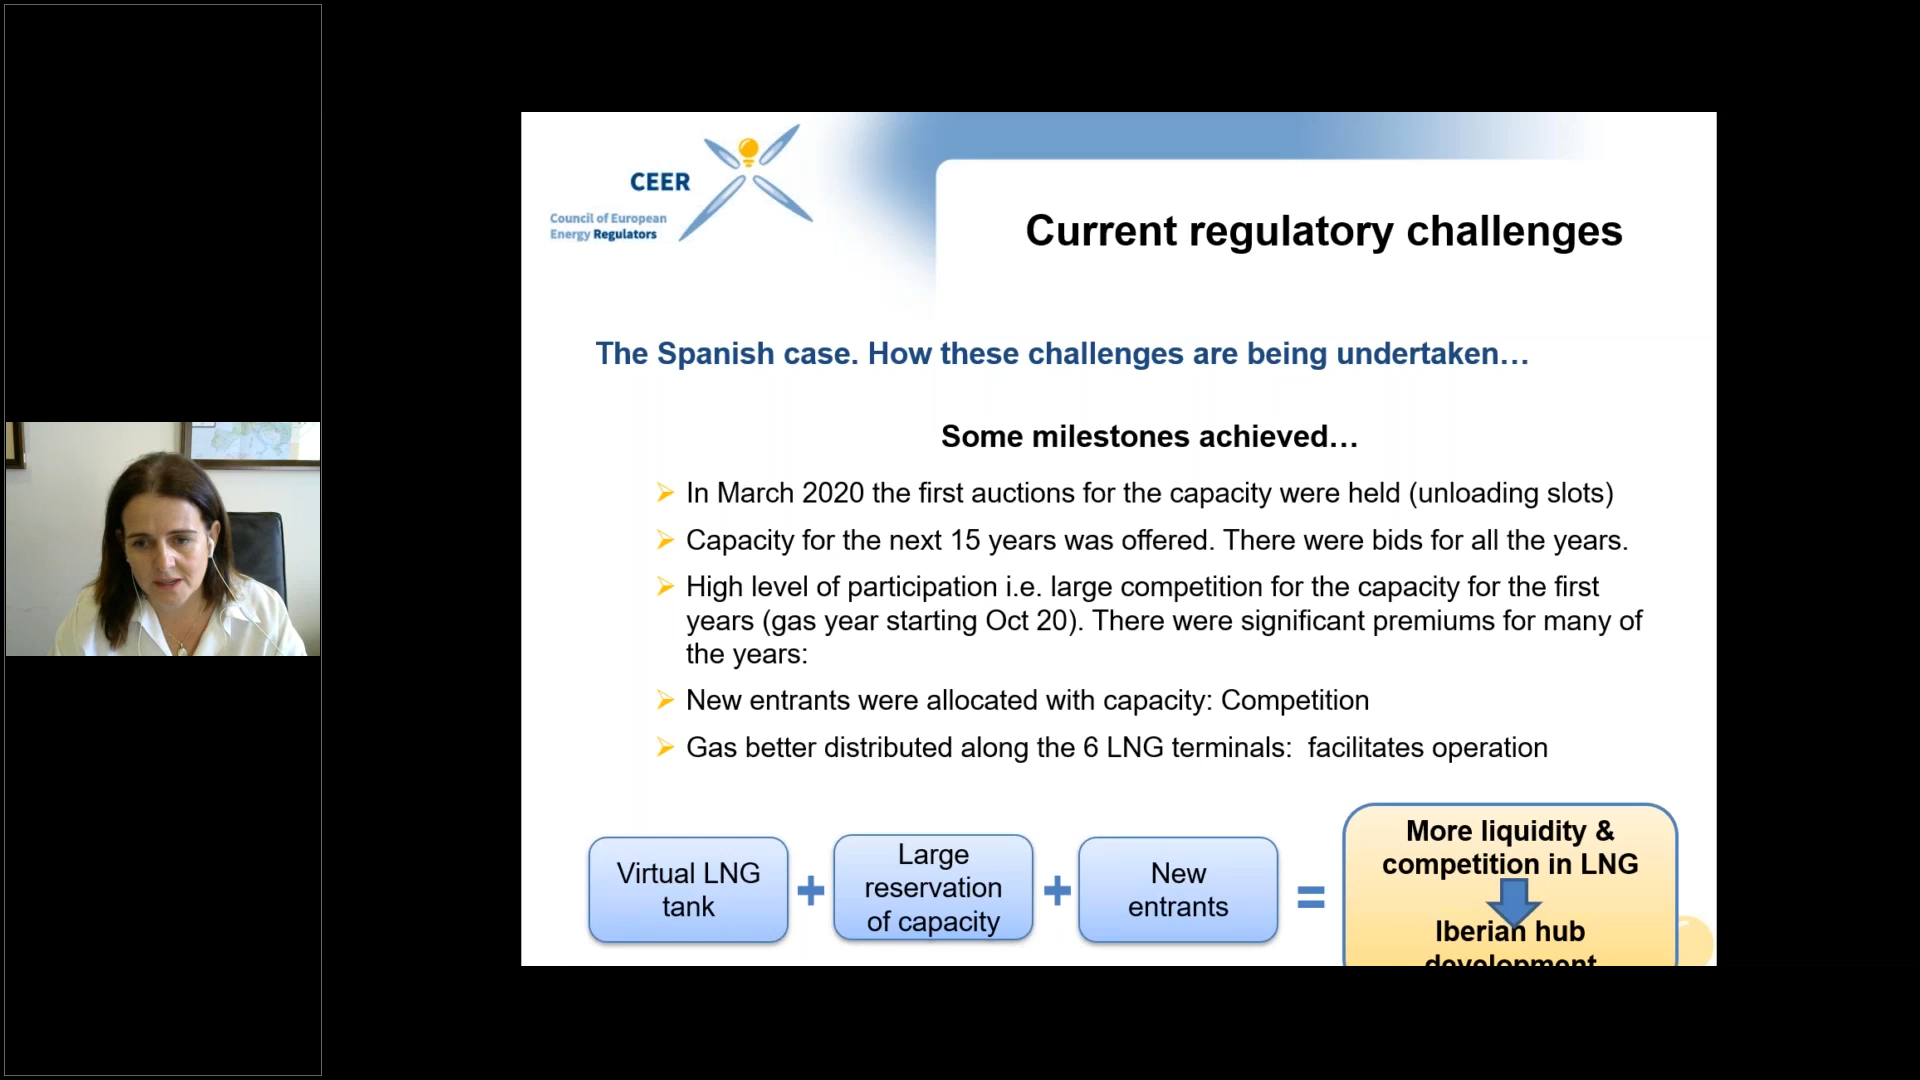 CEER
Council of European
Energy Regulators
Current regulatory challenges
The Spanish case. How these challenges are being undertaken…
Some milestones achieved…
In March 2020 the first auctions for the capacity were held (unloading slots)
Capacity for the next 15 years was offered. There were bids for all the years.
High level of participation i.e. large competition for the capacity for the first
years (gas year starting Oct 20). There were significant premiums for many of
the years:
New entrants were allocated with capacity: Competition
Gas better distributed along the 6 LNG terminals: facilitates operation
Virtual LNG
tank
+
Large
reservation
of capacity
+
New
entrants
=
More liquidity &
competition in LNG
Iberian hub
development